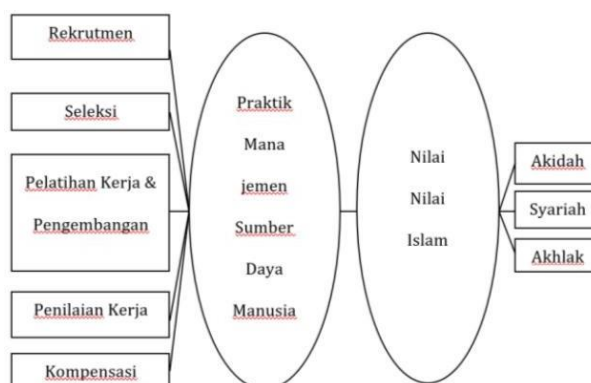 Rekrutmen
Seleksi
Pelatihan Kerja &
Pengembangan
Penilaian Kerja
Kompensasi
Praktik
Mana
jemen
Sumber
Daya
Manusia
Nilai
Nilai
Islam
Akidah
Syariah
Akhlak